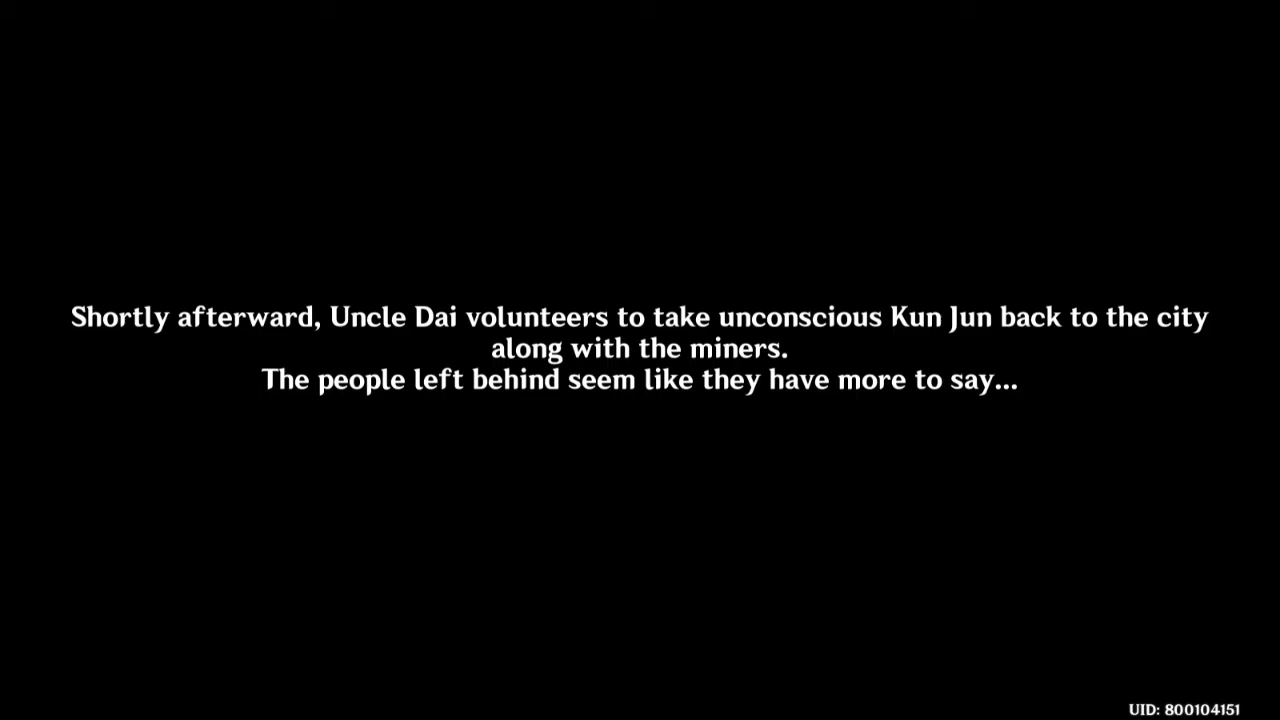 Shortly afterward, Uncle Dai volunteers to take unconscious Kun Jun back to the city
along with the miners.
The people left behind seem like they have more to say...
UID: 800104151